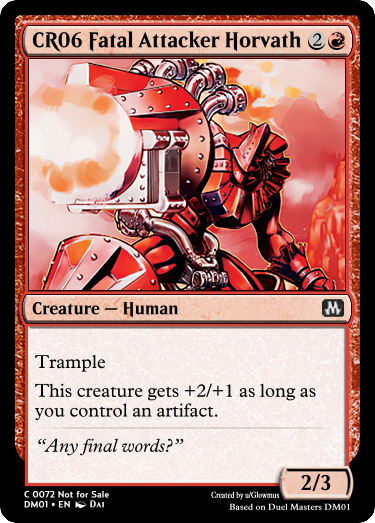 CR06 Fatal Attacker Horvath 2
Creature — Human
Trample
This creature gets +2/+1 as long as
you control an artifact.
“Any final words?”
2/3
C 0072 Not for Sale
DM01 • EN DAI
Created by u/Glowmus
Based on Duel Masters DM01